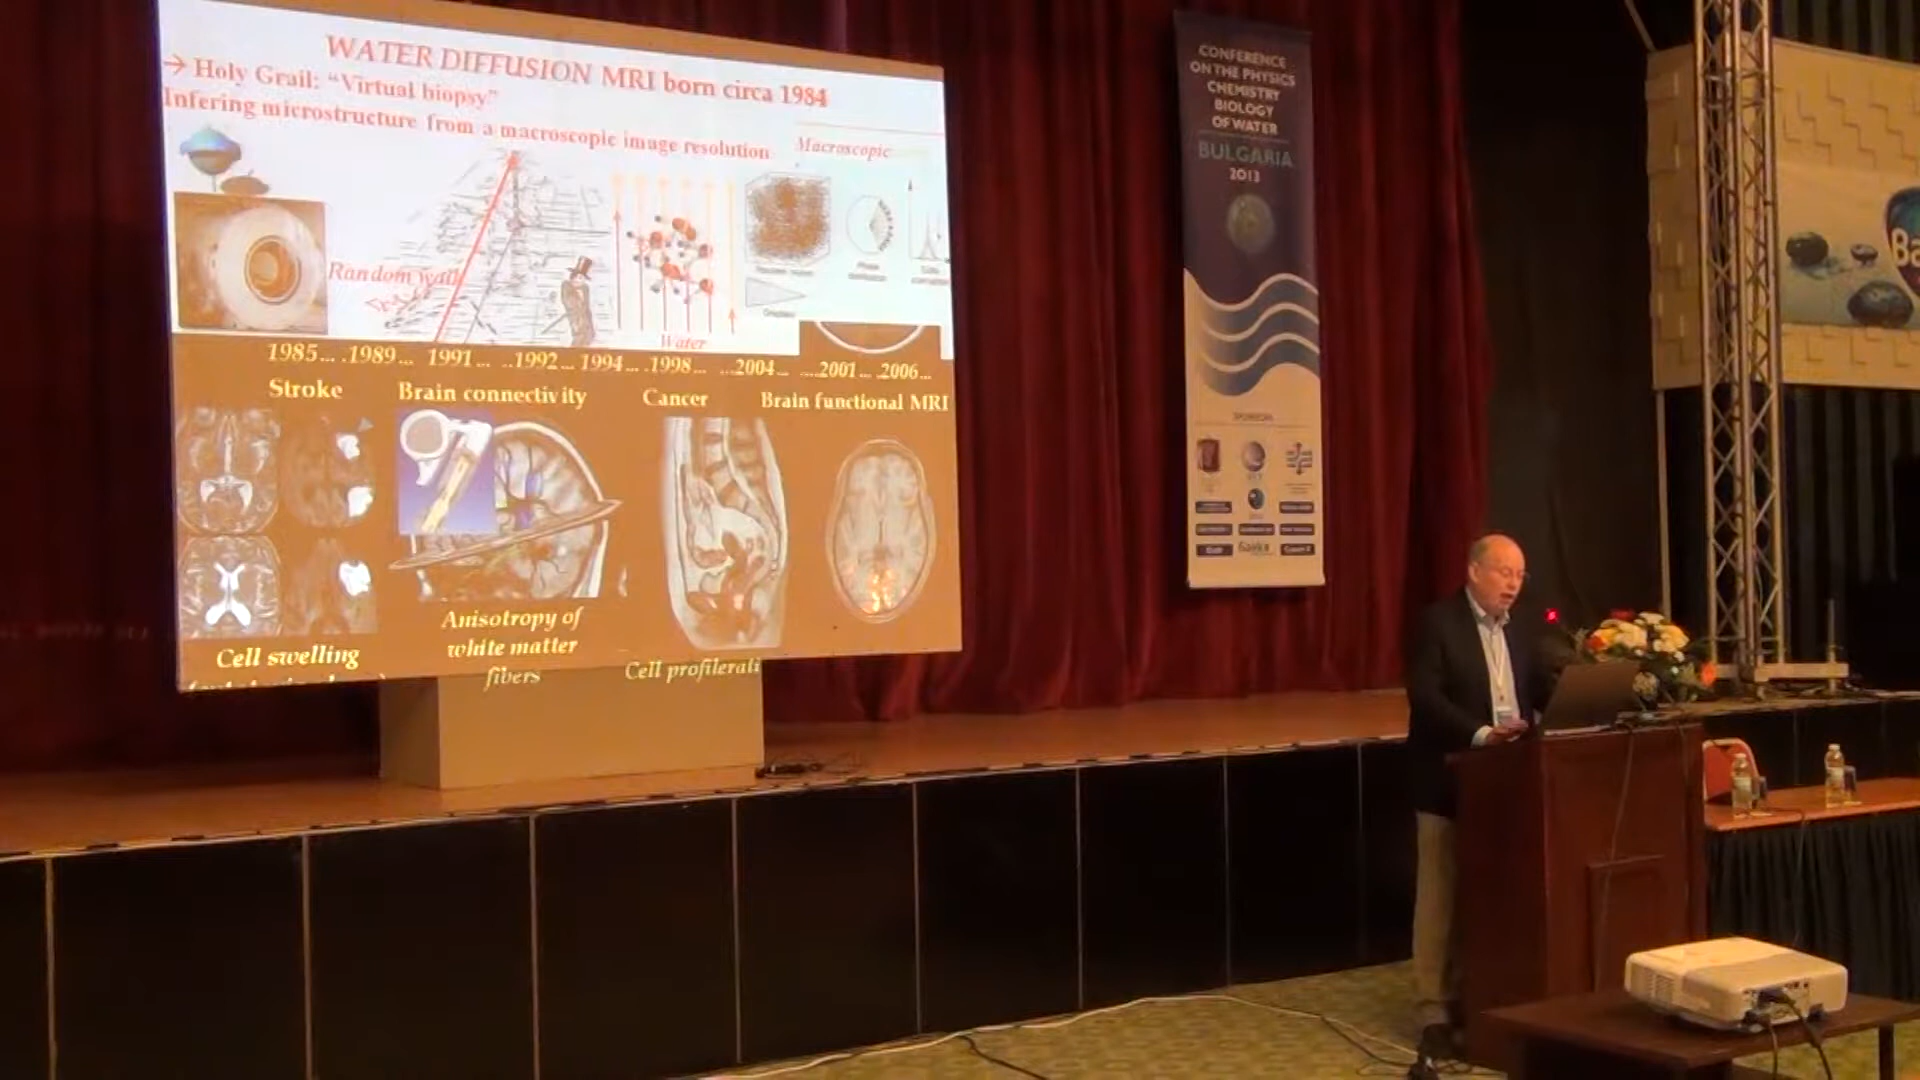 WATER DIFFUSION MRI born circa 1984
→ Holy Grail: "Virtual biopsy"
Infering microstructure from a macroscopic image resolution
Macroscopic
Random walk
Water
1985... .1989... 1991... ..1992... 1994... .1998... ...2004... ....2001... .2006...
Stroke
Brain connectivity
Cancer
Brain functional MRI
Cell swelling
Anisotropy of
white matter
fibers
Cell profilerati
CONFERENCE
ON THE PHYSICS
CHEMISTRY
BIOLOGY
OF WATER
BULGARIA
2013
SPONSORS
Ba